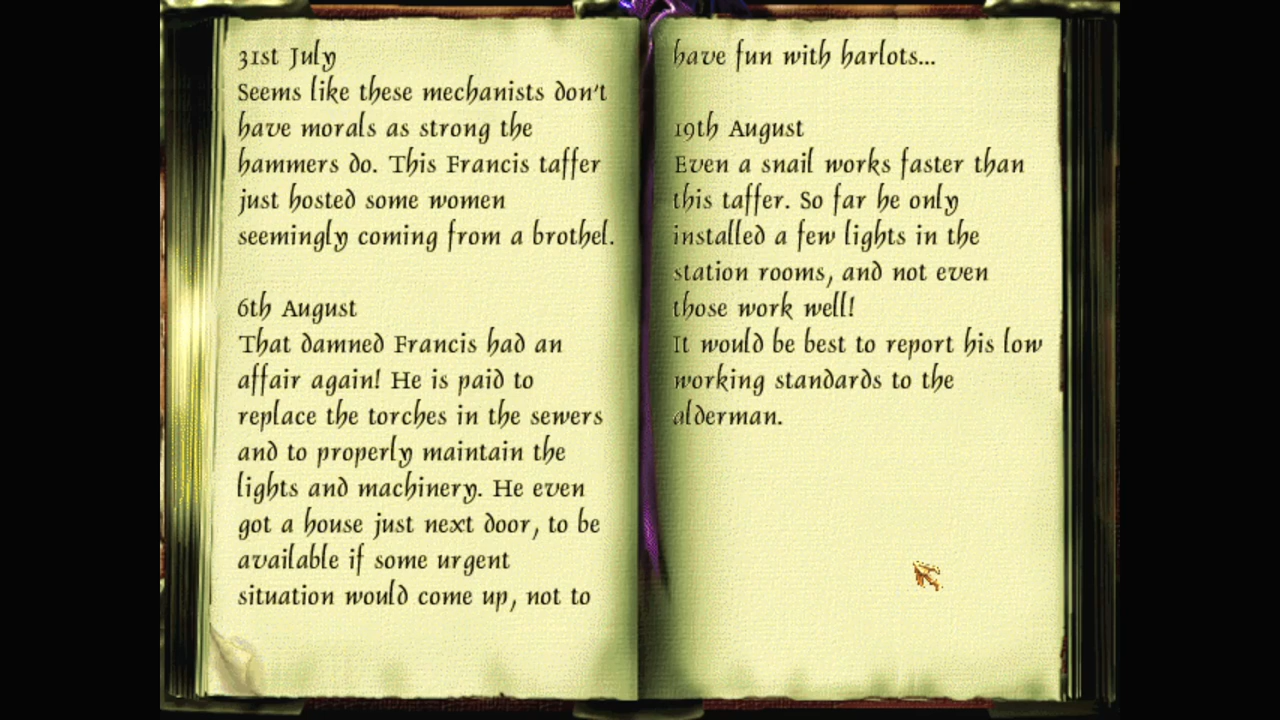 31st July
Seems like these mechanists don't
have morals as strong the
hammers do. This Francis taffer
just hosted some women
seemingly coming from a brothel.
6th August
That damned Francis had an
affair again! He is paid to
replace the torches in the sewers
and to properly maintain the
lights and machinery. He even
got a house just next door, to be
available if some urgent
situation would come up, not to
have fun with harlots...
19th August
Even a snail works faster than
this taffer. So far he only
installed a few lights in the
station rooms, and not even
those work well!
It would be best to report his low
working standards to the
alderman.